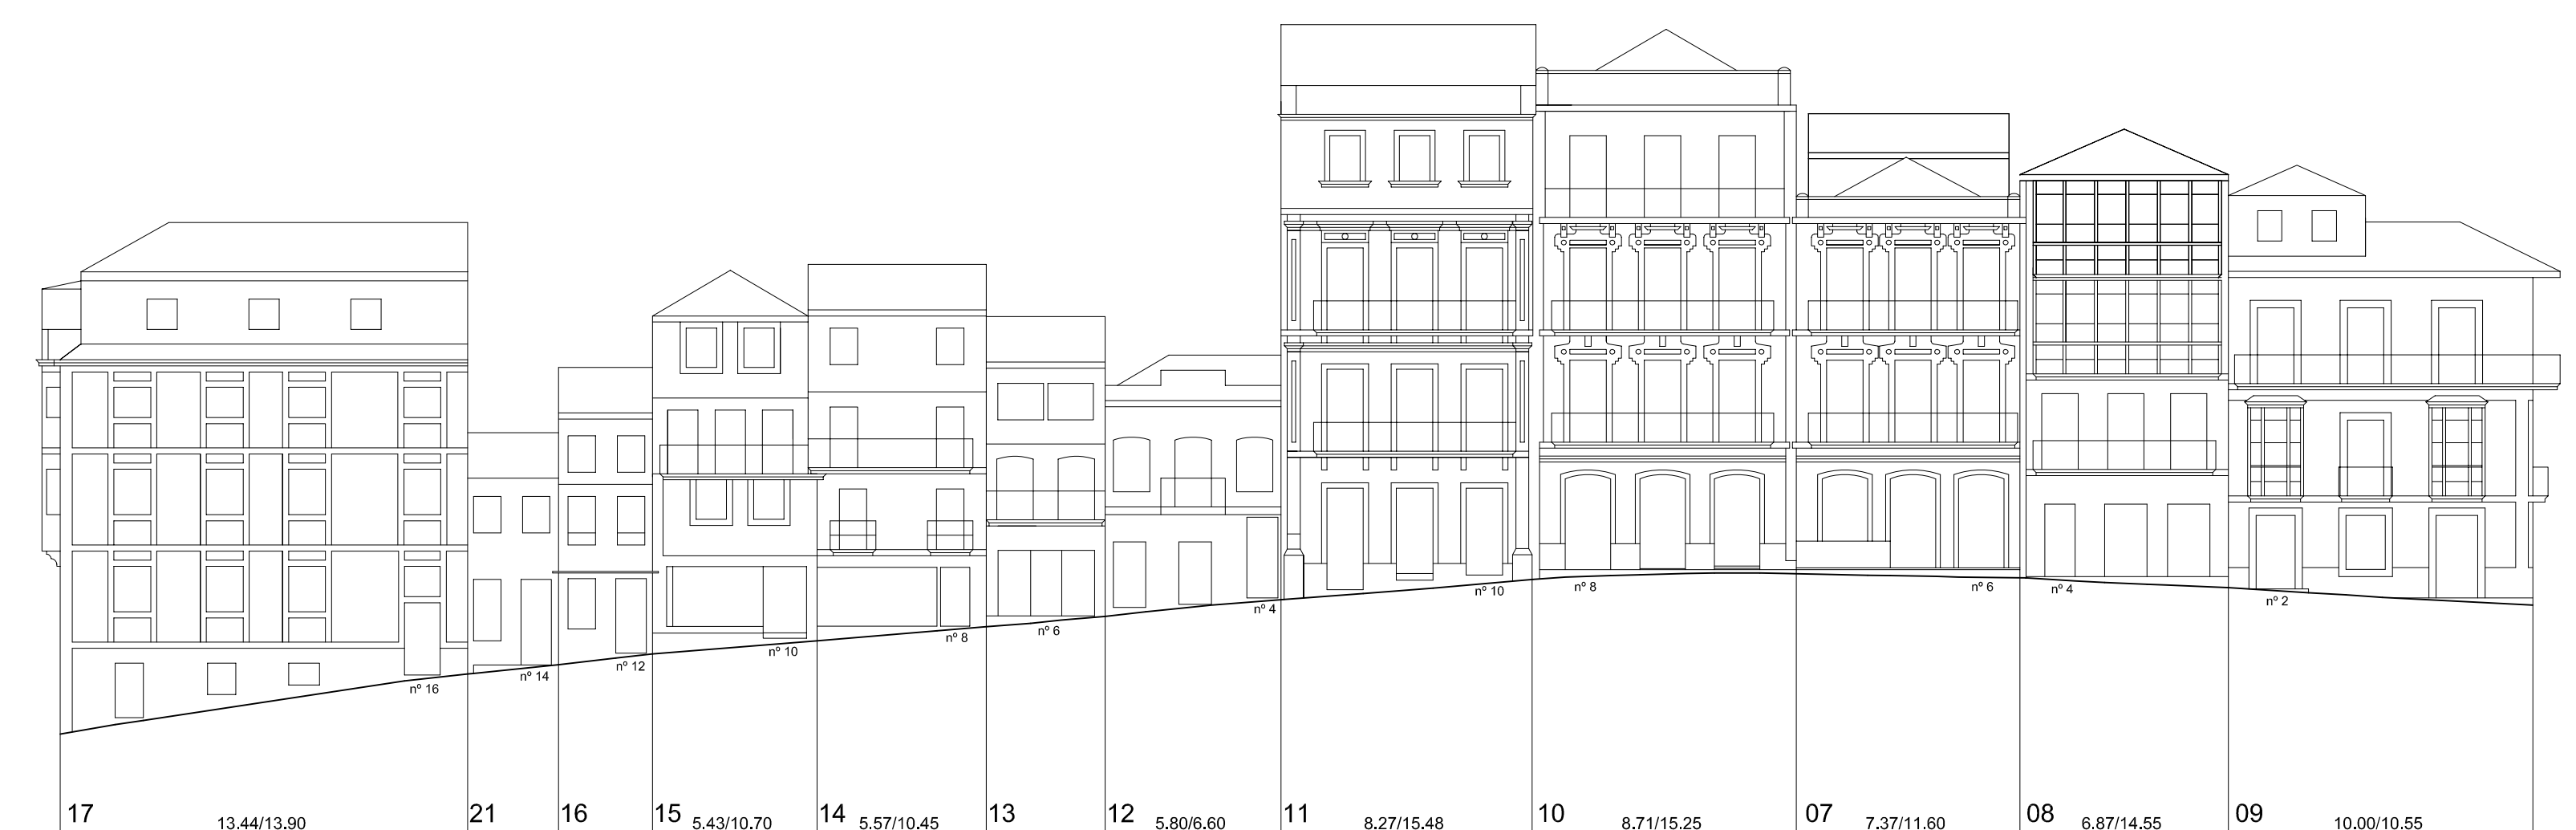 nº 16
nº 14
nº 12
nº 10
nº 8
nº 6
nº 4
nº 10
nº 8
nº 6
nº 4
nº 2
17 13.44/13.90
21
16
15 5.43/10.70
14 5.57/10.45
13
12 5.80/6.60
11 8.27/15.48
10 8.71/15.25
07 7.37/11.60
08 6.87/14.55
09 10.00/10.55